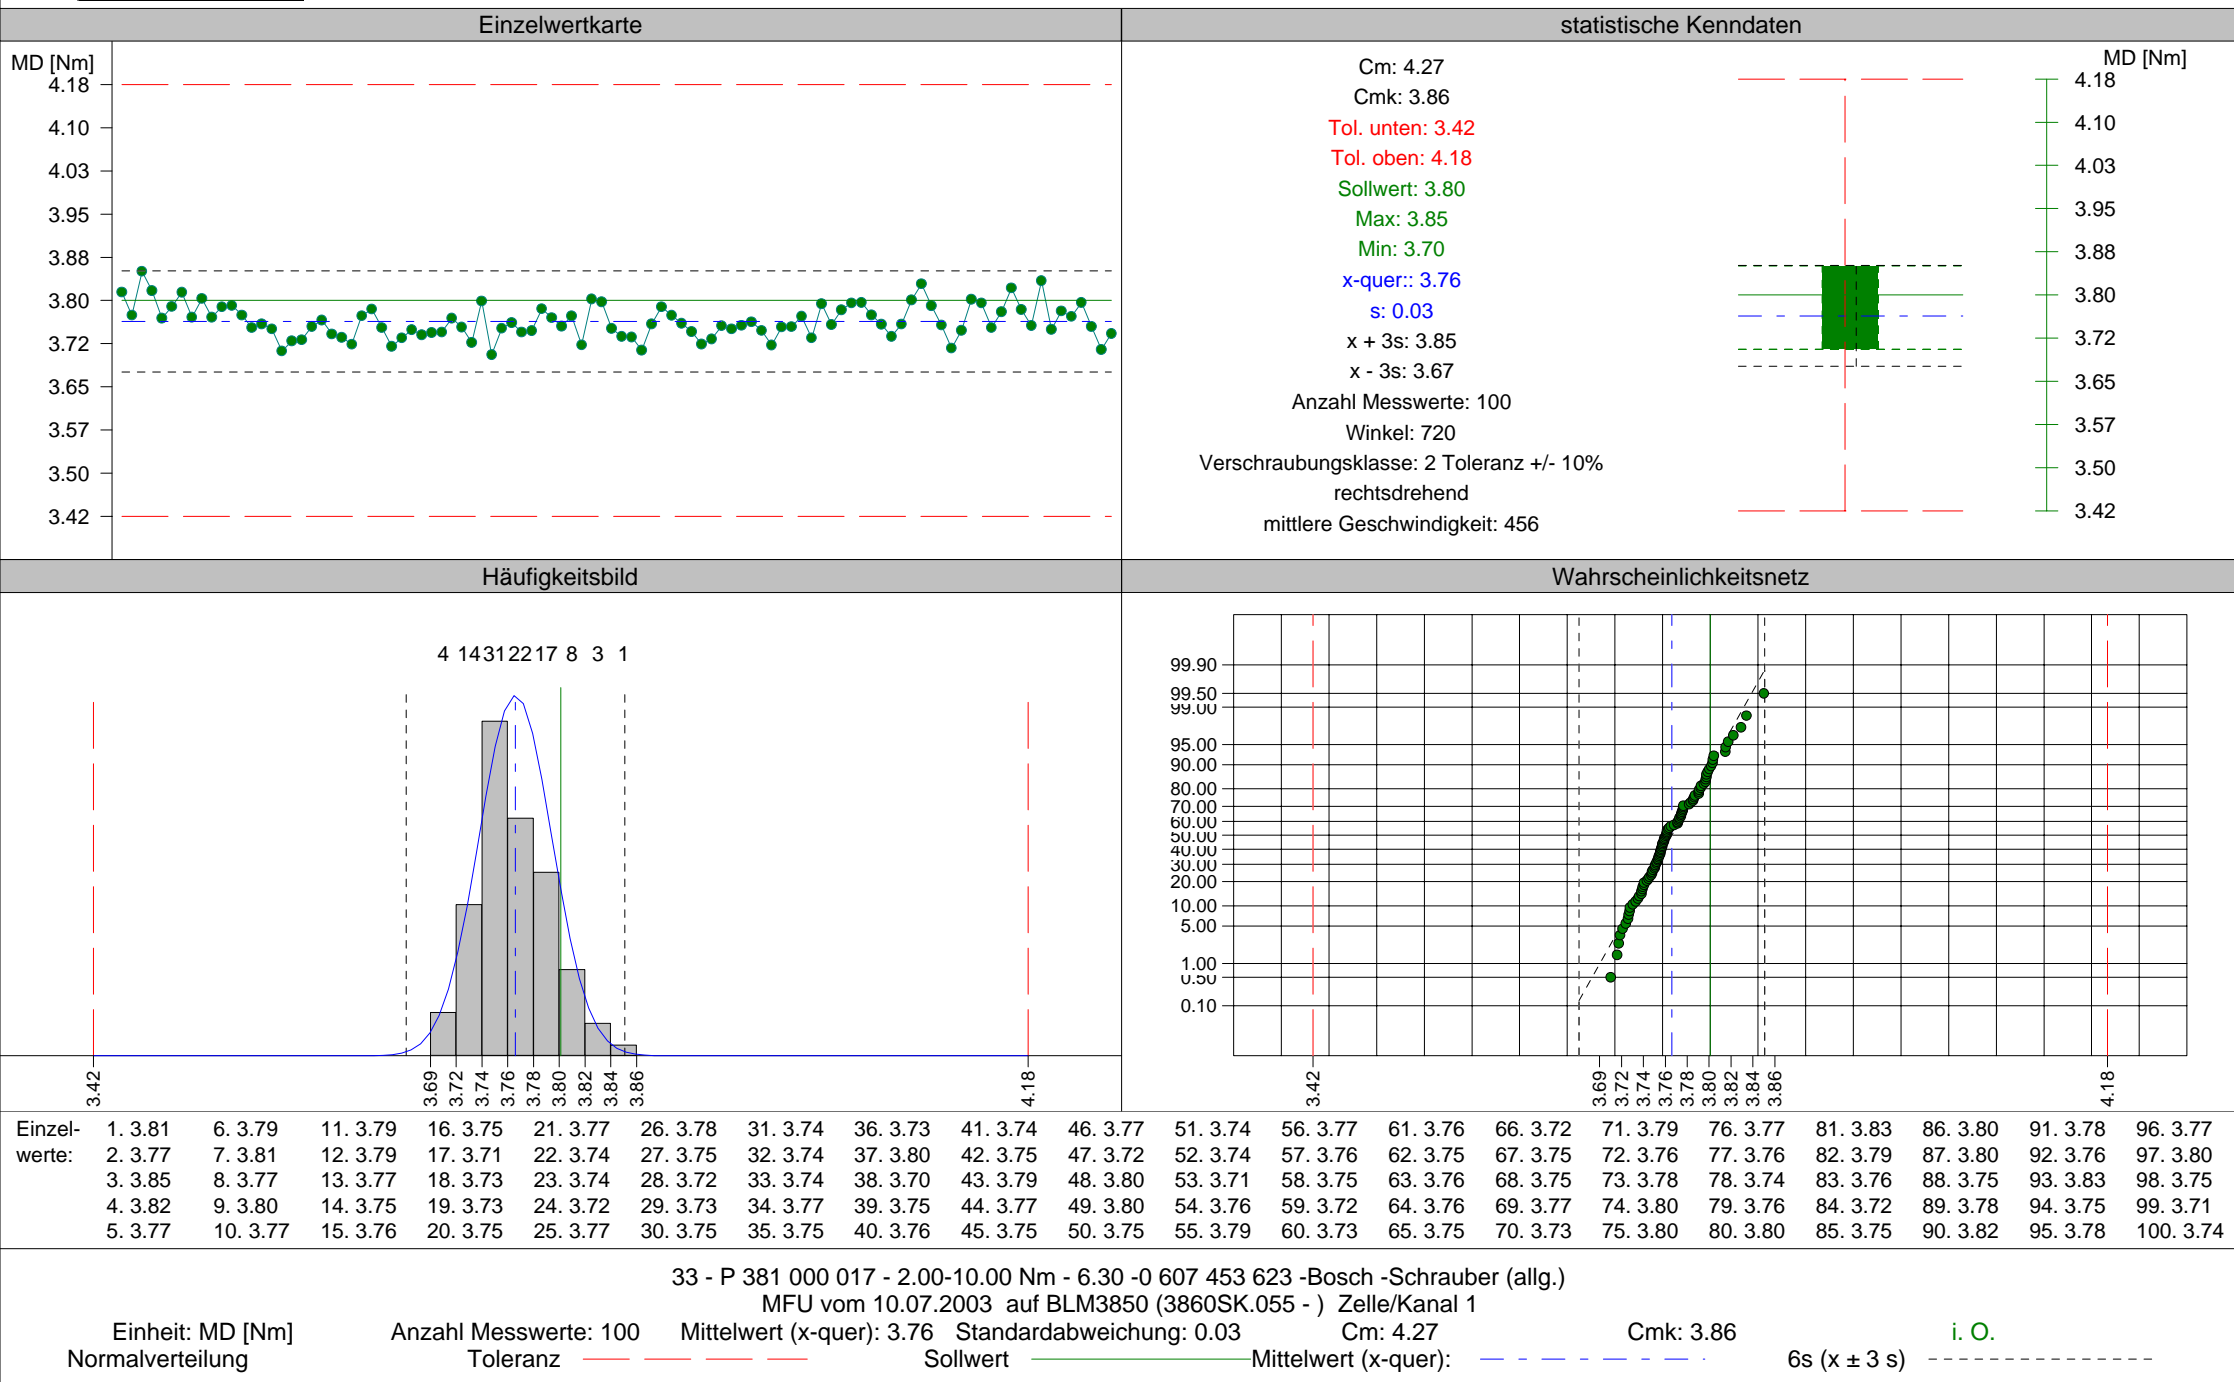 Einzelwertkarte
statistische Kenndaten
MD [Nm]
4.18
4.10
4.03
3.95
3.88
3.80
3.72
3.65
3.57
3.50
3.42
Cm: 4.27
Cmk: 3.86
Tol. unten: 3.42
Tol. oben: 4.18
Sollwert: 3.80
Max: 3.85
Min: 3.70
x-quer:: 3.76
s: 0.03
x + 3s: 3.85
x - 3s: 3.67
Anzahl Messwerte: 100
Winkel: 720
Verschraubungsklasse: 2 Toleranz +/- 10%
rechtsdrehend
mittlere Geschwindigkeit: 456
MD [Nm]
4.18
4.10
4.03
3.95
3.88
3.80
3.72
3.65
3.57
3.50
3.42
Häufigkeitsbild
Wahrscheinlichkeitsnetz
4 14 31 22 17 8 3 1
3.42 3.69 3.72 3.74 3.76 3.78 3.80 3.82 3.84 3.86 4.18
99.90
99.50
99.00
95.00
90.00
80.00
70.00
60.00
50.00
40.00
30.00
20.00
10.00
5.00
1.00
0.50
0.10
3.42 3.69 3.72 3.74 3.76 3.78 3.80 3.82 3.84 3.86 4.18
Einzel- 1. 3.81 6. 3.79 11. 3.79 16. 3.75 21. 3.77 26. 3.78 31. 3.74 36. 3.73 41. 3.74 46. 3.77 51. 3.74 56. 3.77 61. 3.76 66. 3.72 71. 3.79 76. 3.77 81. 3.83 86. 3.80 91. 3.78 96. 3.77
werte: 2. 3.77 7. 3.81 12. 3.79 17. 3.71 22. 3.74 27. 3.75 32. 3.74 37. 3.80 42. 3.75 47. 3.72 52. 3.74 57. 3.76 62. 3.75 67. 3.75 72. 3.76 77. 3.76 82. 3.79 87. 3.80 92. 3.76 97. 3.80
3. 3.85 8. 3.77 13. 3.77 18. 3.73 23. 3.74 28. 3.72 33. 3.74 38. 3.70 43. 3.79 48. 3.80 53. 3.71 58. 3.75 63. 3.76 68. 3.75 73. 3.78 78. 3.74 83. 3.76 88. 3.75 93. 3.83 98. 3.75
4. 3.82 9. 3.80 14. 3.75 19. 3.73 24. 3.72 29. 3.73 34. 3.77 39. 3.75 44. 3.77 49. 3.80 54. 3.76 59. 3.72 64. 3.76 69. 3.77 74. 3.80 79. 3.76 84. 3.72 89. 3.78 94. 3.75 99. 3.71
5. 3.77 10. 3.77 15. 3.76 20. 3.75 25. 3.77 30. 3.75 35. 3.75 40. 3.76 45. 3.75 50. 3.75 55. 3.79 60. 3.73 65. 3.75 70. 3.73 75. 3.80 80. 3.80 85. 3.75 90. 3.82 95. 3.78 100. 3.74
33 - P 381 000 017 - 2.00-10.00 Nm - 6.30 -0 607 453 623 -Bosch -Schrauber (allg.)
MFU vom 10.07.2003 auf BLM3850 (3860SK.055 - ) Zelle/Kanal 1
Einheit: MD [Nm] Anzahl Messwerte: 100 Mittelwert (x-quer): 3.76 Standardabweichung: 0.03 Cm: 4.27 Cmk: 3.86 i. O.
Normalverteilung Toleranz Sollwert Mittelwert (x-quer): 6s (x ± 3 s)